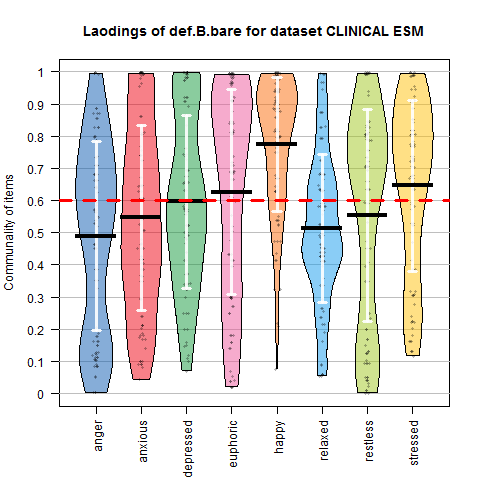 Laodings of def.B.bare for dataset CLINICAL ESM
Communality of items
1
0.9
0.8
0.7
0.6
0.5
0.4
0.3
0.2
0.1
0
anger
anxious
depressed
euphoric
happy
relaxed
restless
stressed